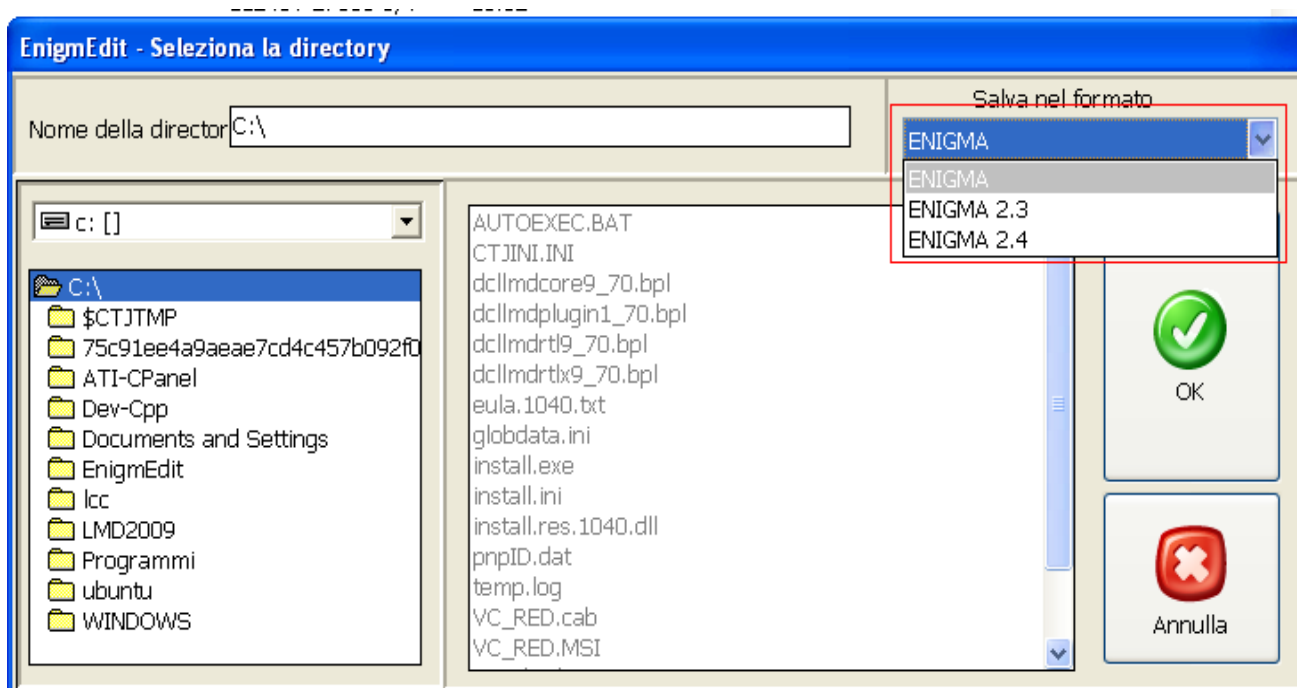 EnigmEdit - Seleziona la directory
Salva nel formato
Nome della director
C:\
ENIGMA
ENIGMA
ENIGMA 2.3
ENIGMA 2.4
c: []
C:\
$CTJTMP
75c91ee4a9aeae7cd4c457b092f0
ATI-CPanel
Dev-Cpp
Documents and Settings
EnigmEdit
lcc
LMD2009
Programmi
ubuntu
WINDOWS
AUTOEXEC.BAT
CTJINI.INI
dcllmdcore9_70.bpl
dcllmdplugin1_70.bpl
dcllmdrtl9_70.bpl
dcllmdrtlx9_70.bpl
eula.1040.txt
globdata.ini
install.exe
install.ini
install.res.1040.dll
pnpID.dat
temp.log
VC_RED.cab
VC_RED.MSI
OK
Annulla